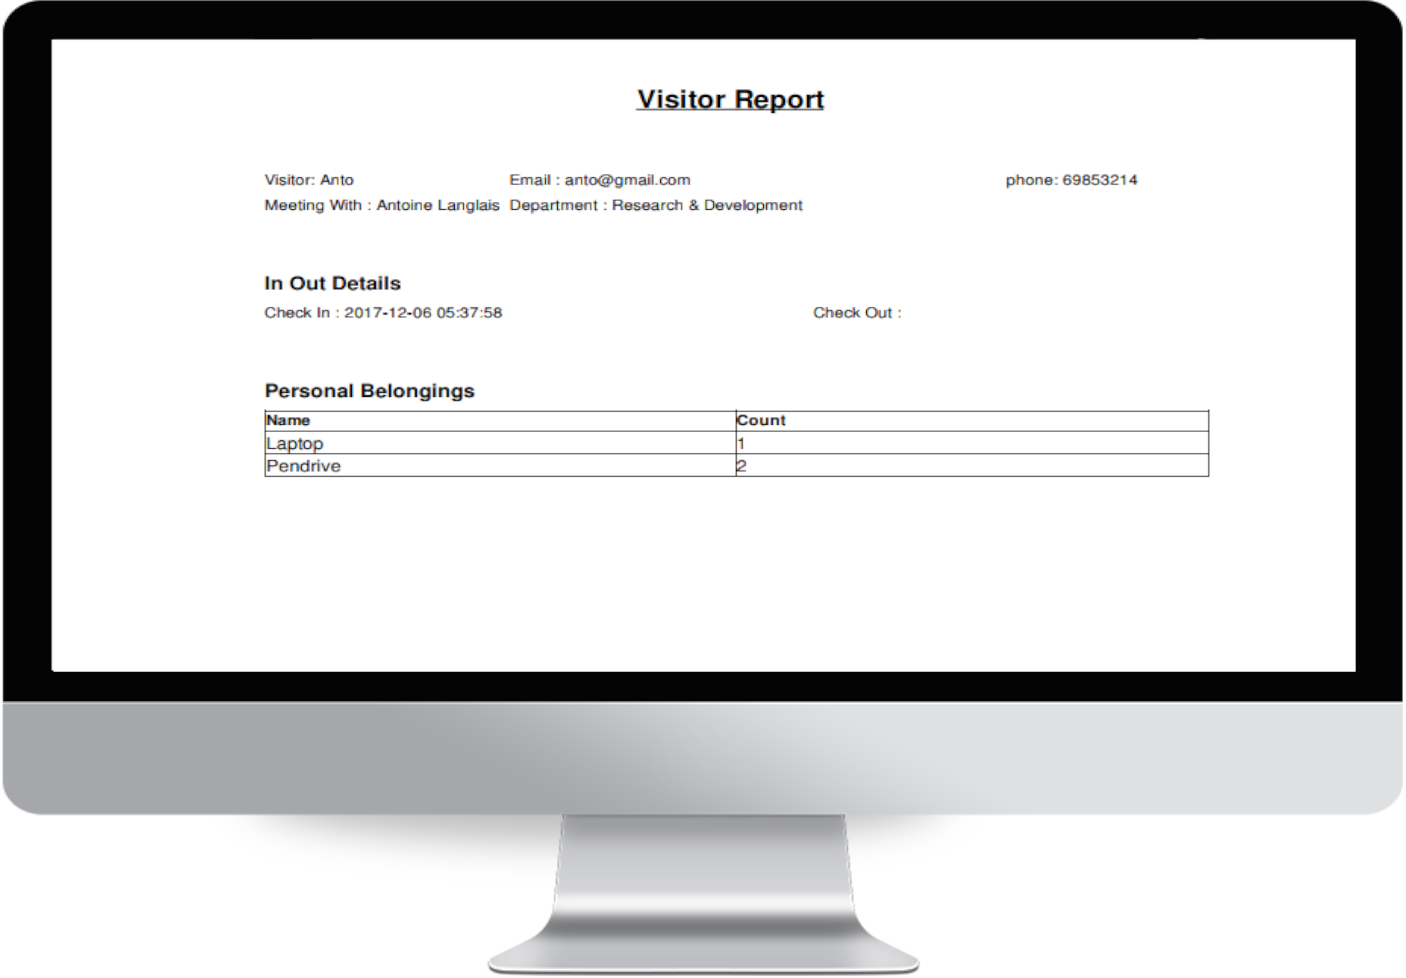 Visitor Report
Visitor: Anto Email : anto@gmail.com phone: 69853214
Meeting With : Antoine Langlais Department : Research & Development
In Out Details
Check In : 2017-12-06 05:37:58 Check Out :
Personal Belongings
Name Count
Laptop 1
Pendrive 2